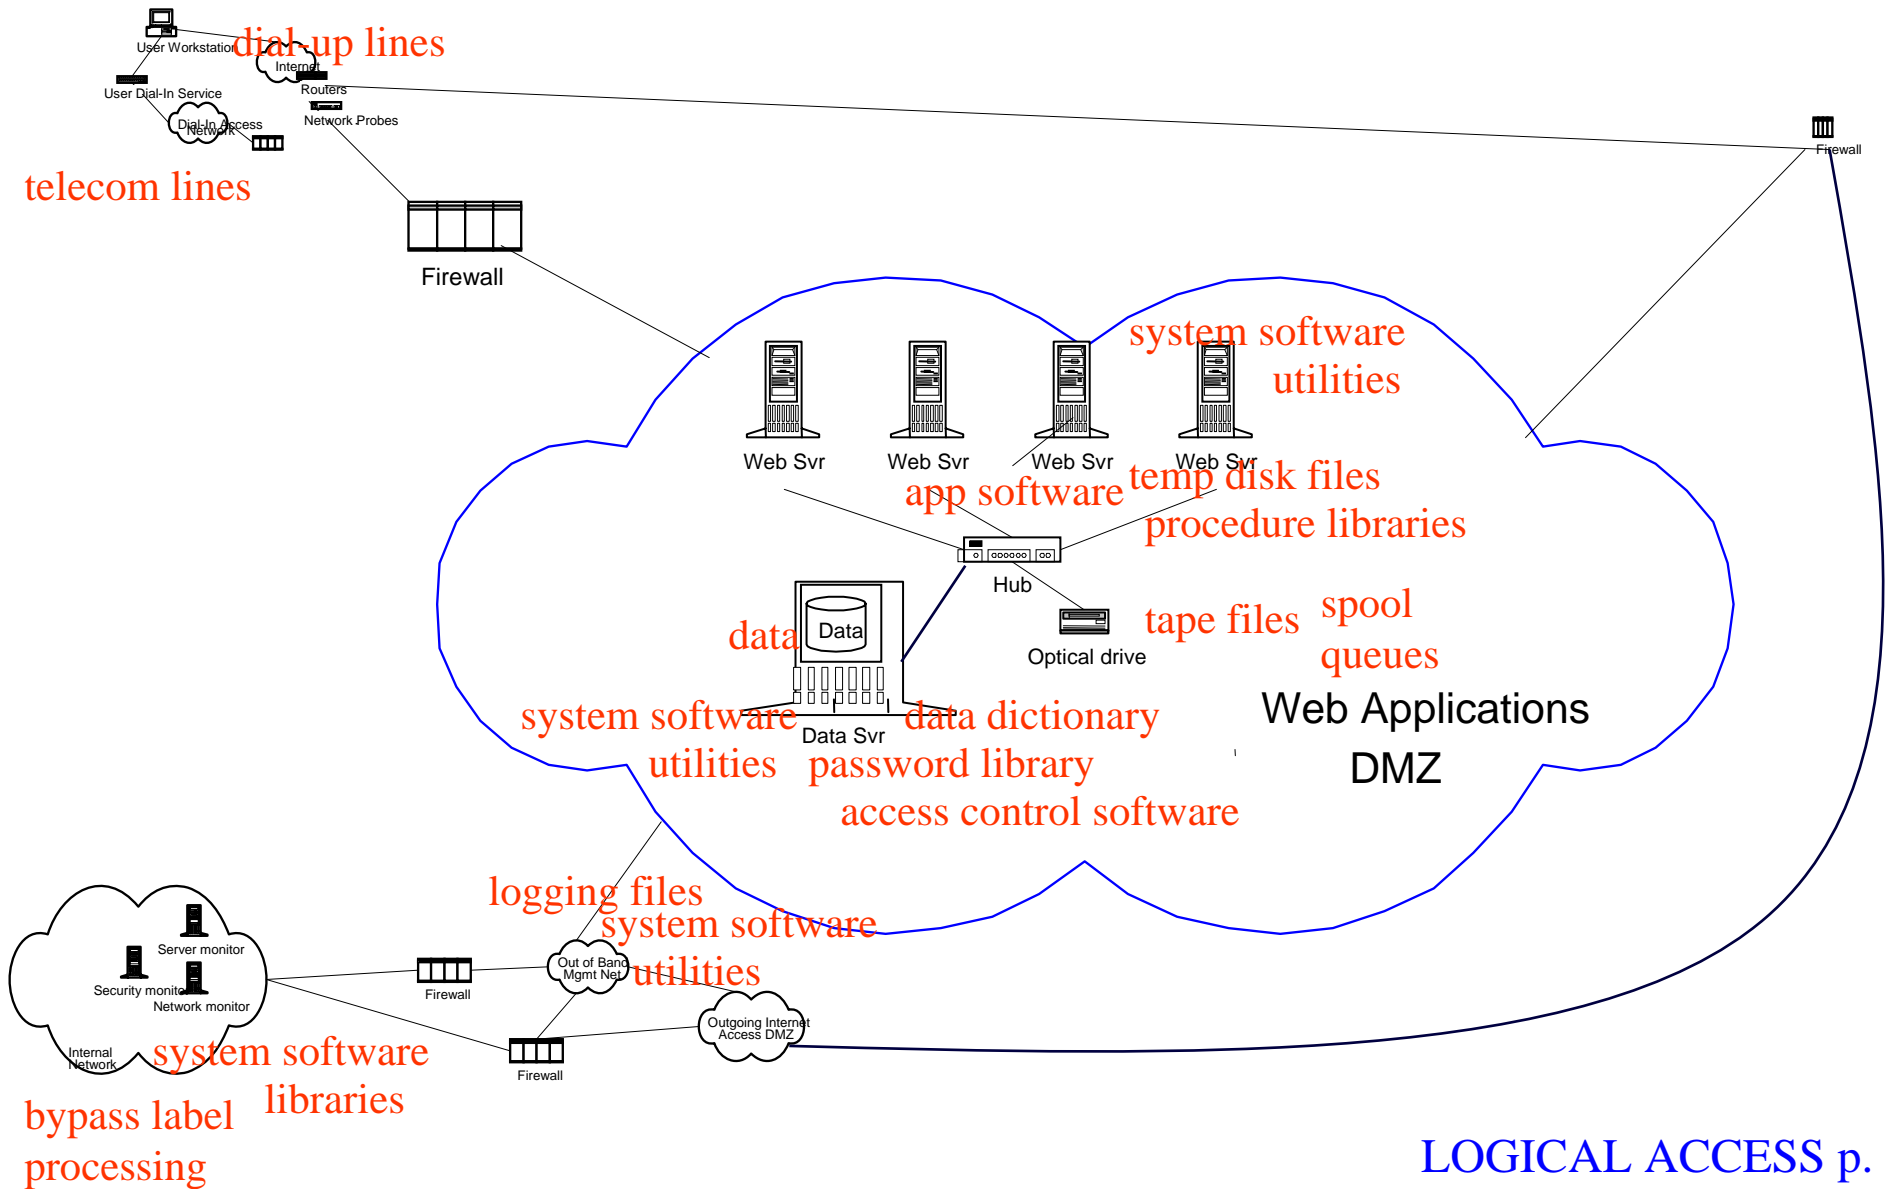 dial-up lines
User Workstation
Internet
Routers
User Dial-In Service
Network Probes
Dial-In Access
Network
Firewall
telecom lines
Firewall
system software
utilities
Web Svr
Web Svr
Web Svr
Web Svr
app software
temp disk files
procedure libraries
Hub
data
Data
tape files
spool
queues
Optical drive
Web Applications
DMZ
system software
utilities
Data Svr
data dictionary
password library
access control software
logging files
system software
utilities
Server monitor
Security monitor
Network monitor
Out of Band
Mgmt Net
Firewall
Outgoing Internet
Access DMZ
Internal
Network
Firewall
system software
libraries
bypass label
processing
LOGICAL ACCESS p.